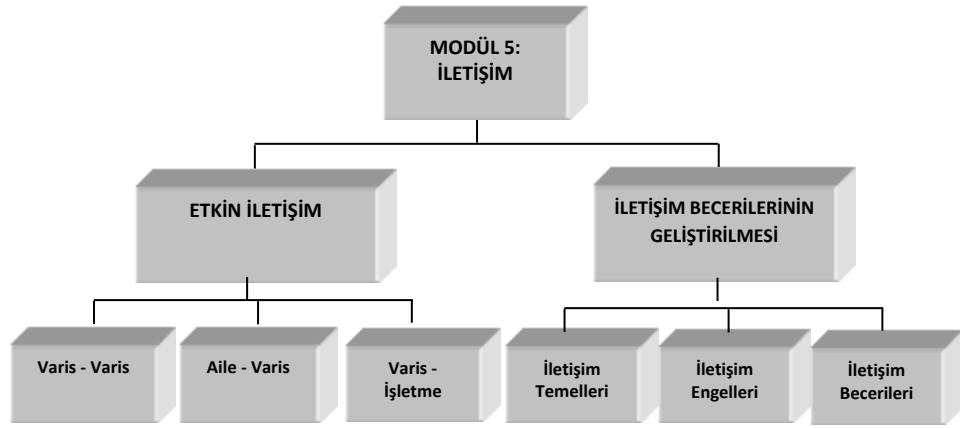 MODÜL 5:
İLETİŞİM
ETKİN İLETİŞİM
İLETİŞİM BECERİLERİNİN
GELİŞTİRİLMESİ
Varis - Varis
Aile - Varis
Varis -
İşletme
İletişim
Temelleri
İletişim
Engelleri
İletişim
Becerileri